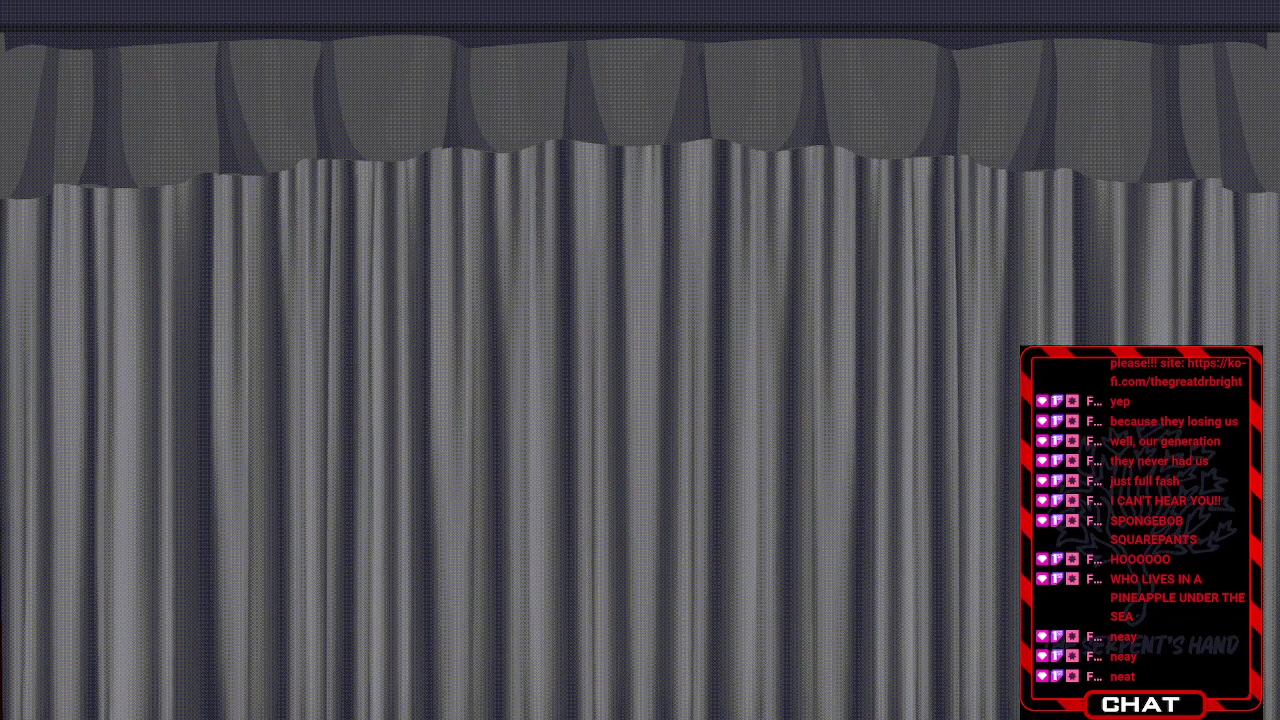 please!!! site: https://ko-
fi.com/thegreatdrbright
F... yep
F... because they losing us
F... well, our generation
F... they never had us
F... just full fash
F... I CAN'T HEAR YOU!!
F... SPONGEBOB
SQUAREPANTS
F... HOOOOOO
F... WHO LIVES IN A
PINEAPPLE UNDER THE
SEA
F... neay
SERPENT'S HAND
F... neay
F... neat
CHAT